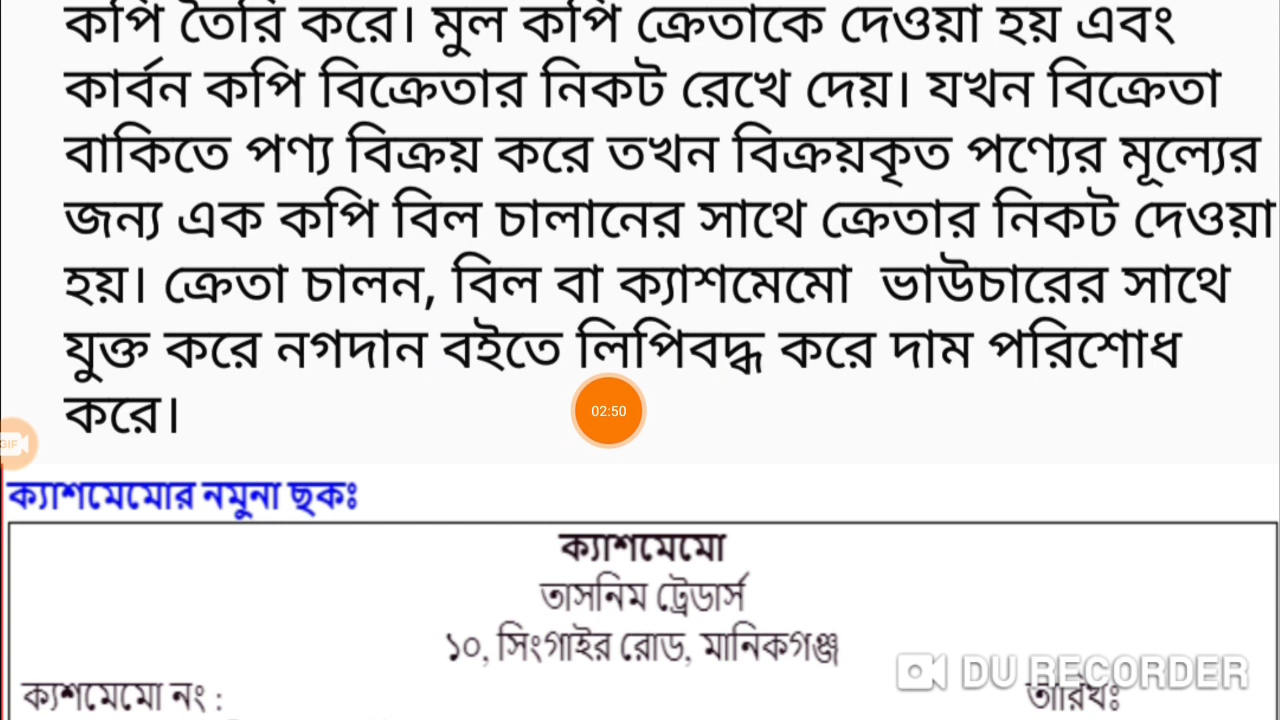 কপি তৈরি করে। মুল কপি ক্রেতাকে দেওয়া হয় এবং
কার্বন কপি বিক্রেতার নিকট রেখে দেয়। যখন বিক্রেতা
বাকিতে পণ্য বিক্রয় করে তখন বিক্রয়কৃত পণ্যের মূল্যের
জন্য এক কপি বিল চালানের সাথে ক্রেতার নিকট দেওয়া
হয়। ক্রেতা চালন, বিল বা ক্যাশমেমো ভাউচারের সাথে
যুক্ত করে নগদান বইতে লিপিবদ্ধ করে দাম পরিশোধ
করে।
02:50
GIF
ক্যাশমেমোর নমুনা ছকঃ
ক্যাশমেমো
তাসনিম ট্রেডার্স
১০, সিংগাইর রোড, মানিকগঞ্জ
ক্যশমেমো নং :
তারিখঃ
DU RECORDER